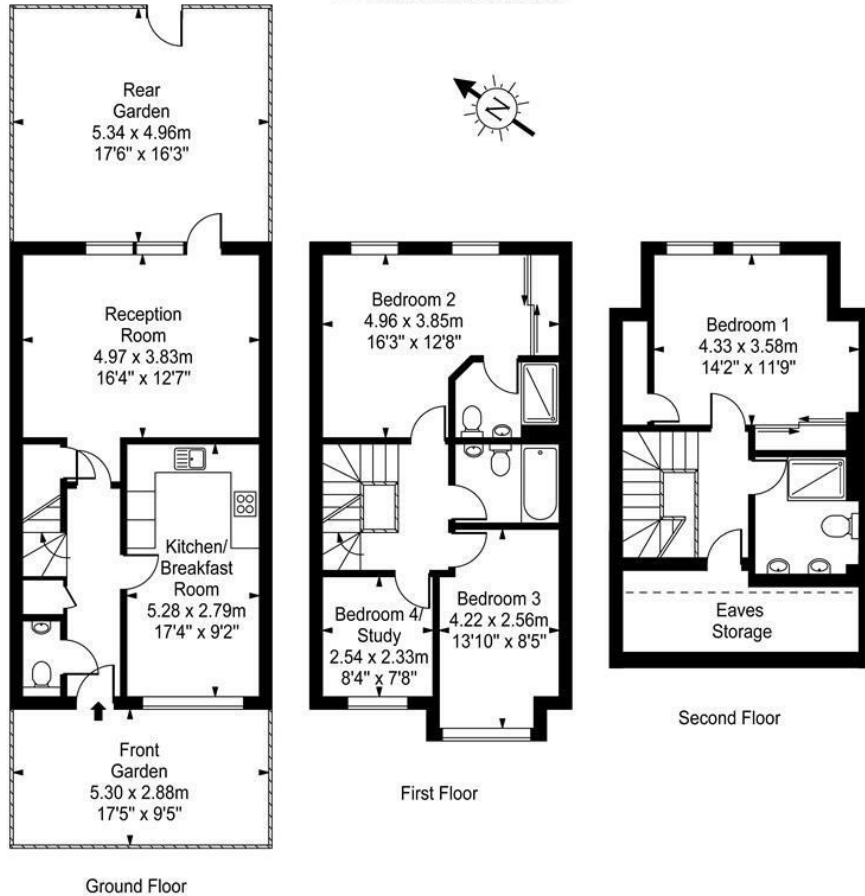 Rear
Garden
5.34 x 4.96m
17'6" x 16'3"
N
Reception
Room
4.97 x 3.83m
16'4" x 12'7"
Bedroom 2
4.96 x 3.85m
16'3" x 12'8"
Bedroom 1
4.33 x 3.58m
14'2" x 11'9"
Kitchen/
Breakfast
Room
5.28 x 2.79m
17'4" x 9'2"
Bedroom 4/
Study
2.54 x 2.33m
8'4" x 7'8"
Bedroom 3
4.22 x 2.56m
13'10" x 8'5"
Eaves
Storage
Front
Garden
5.30 x 2.88m
17'5" x 9'5"
Second Floor
First Floor
Ground Floor